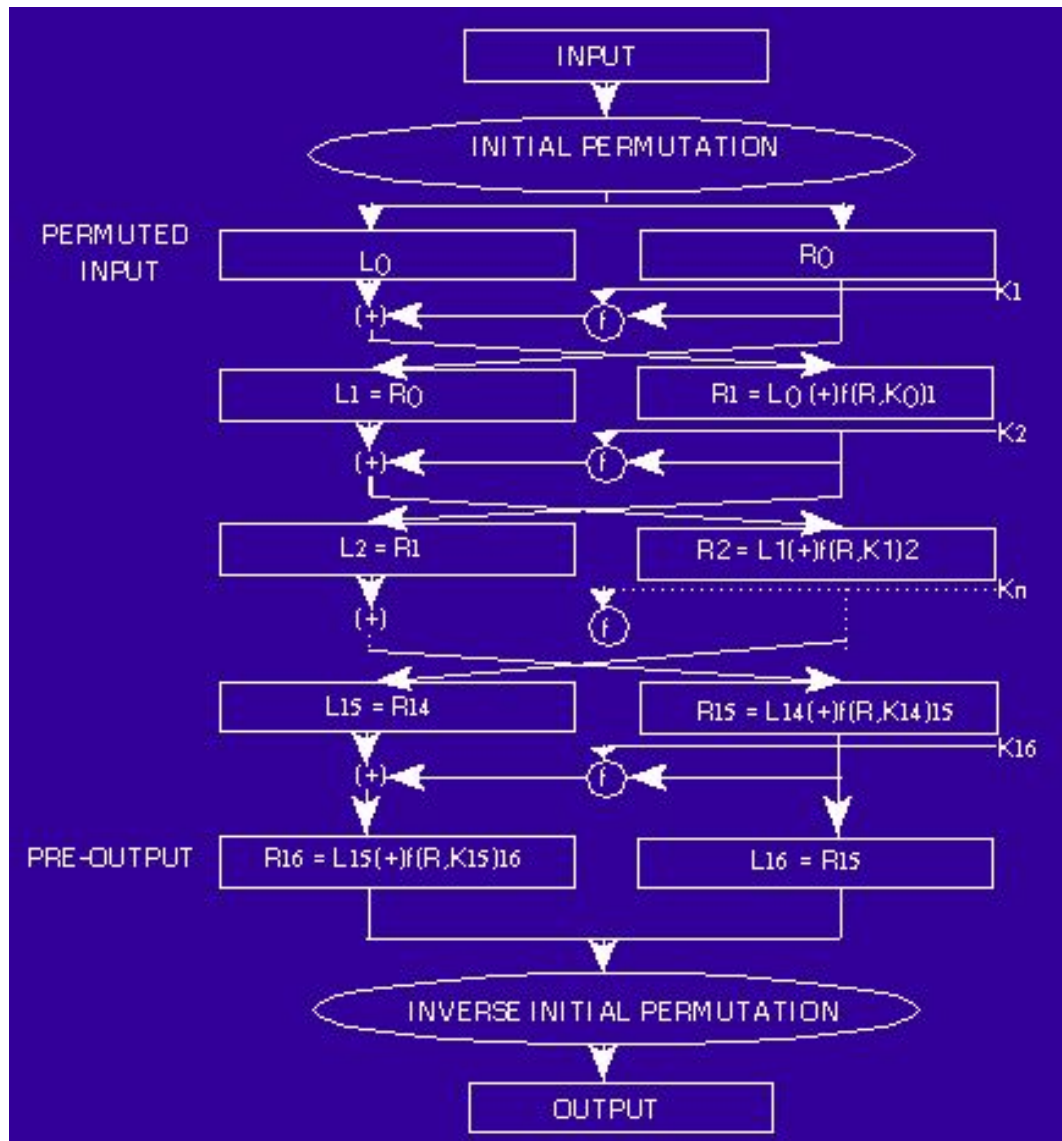 INPUT
INITIAL PERMUTATION
PERMUTED
INPUT
L0
R0
K1
(+)
f
L1 = R0
R1 = L0 (+)f(R,K0)1
K2
(+)
f
L2 = R1
R2 = L1(+)f(R,K1)2
Kn
(+)
f
L15 = R14
R15 = L14(+)f(R,K14)15
K16
(+)
f
PRE-OUTPUT
R16 = L15(+)f(R,K15)16
L16 = R15
INVERSE INITIAL PERMUTATION
OUTPUT